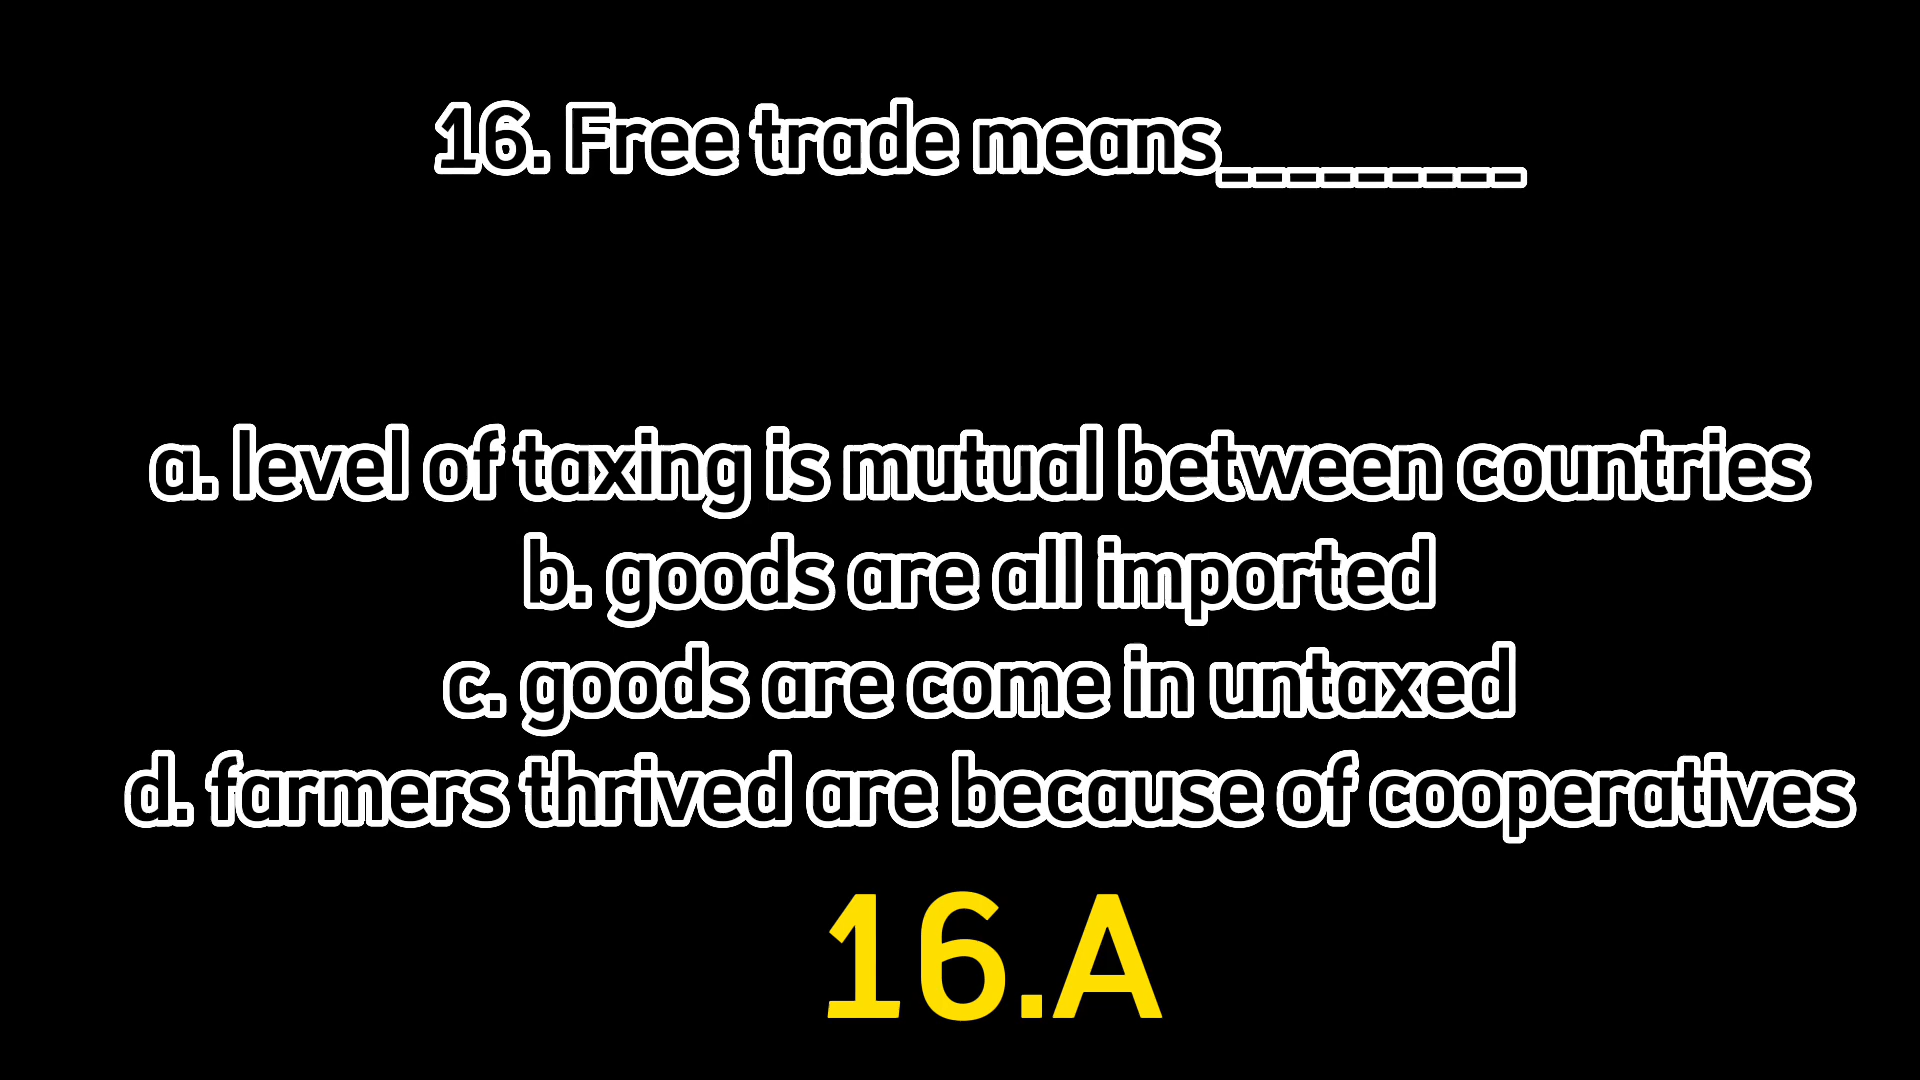 16. Free trade means_________
a. level of taxing is mutual between countries
b. goods are all imported
c. goods are come in untaxed
d. farmers thrived are because of cooperatives
16.A